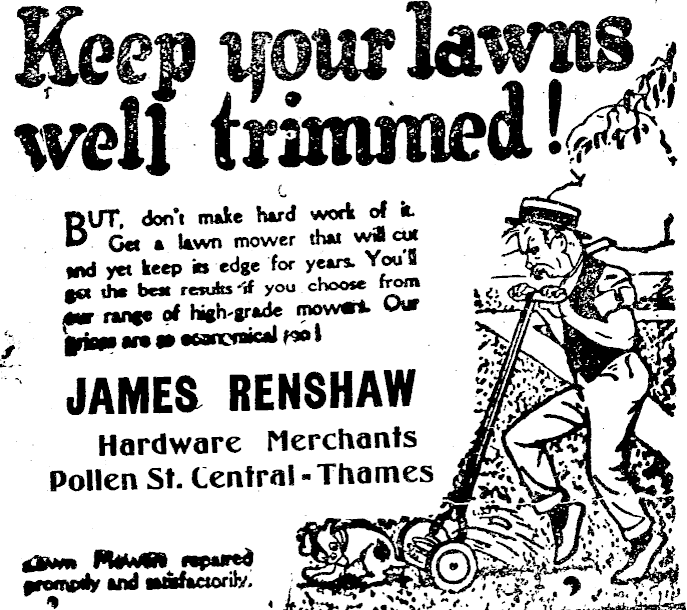 Keep your lawns
well trimmed!
BUT, don't make hard work of it.
Get a lawn mower that will cut
and yet keep its edge for years. You'll
get the best results if you choose from
our range of high-grade mowers. Our
prices are so economical too!
JAMES RENSHAW
Hardware Merchants
Pollen St. Central - Thames
Lawn Mowers repaired
promptly and satisfactorily.